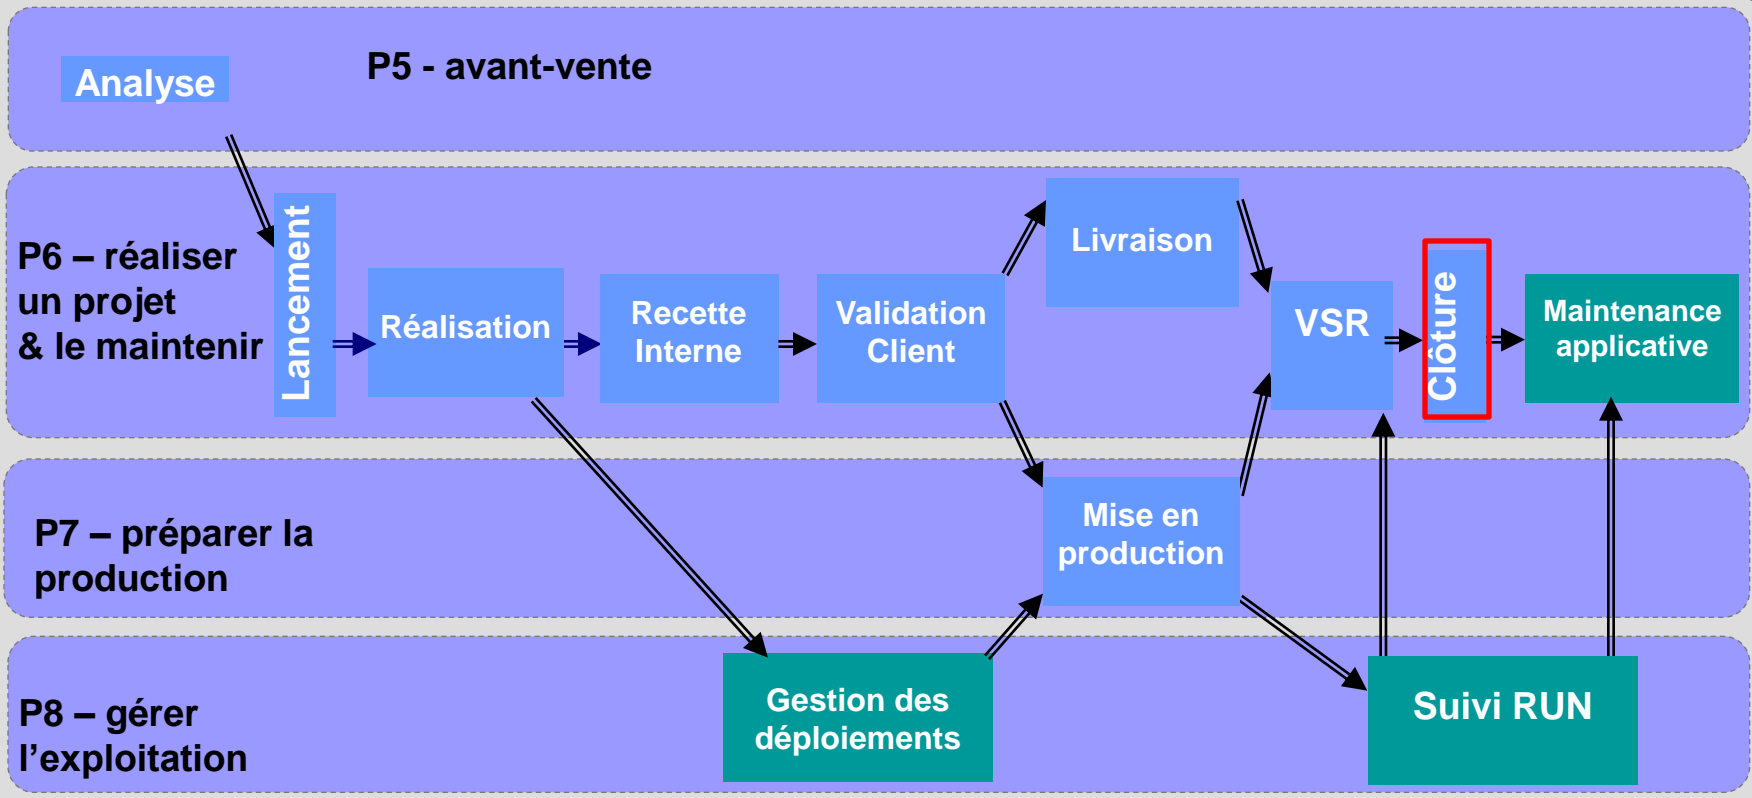 Analyse
P5 - avant-vente
P6 – réaliser
un projet
& le maintenir
Lancement
Réalisation
Recette
Interne
Validation
Client
Livraison
VSR
Clôture
Maintenance
applicative
P7 – préparer la
production
Mise en
production
P8 – gérer
l’exploitation
Gestion des
déploiements
Suivi RUN